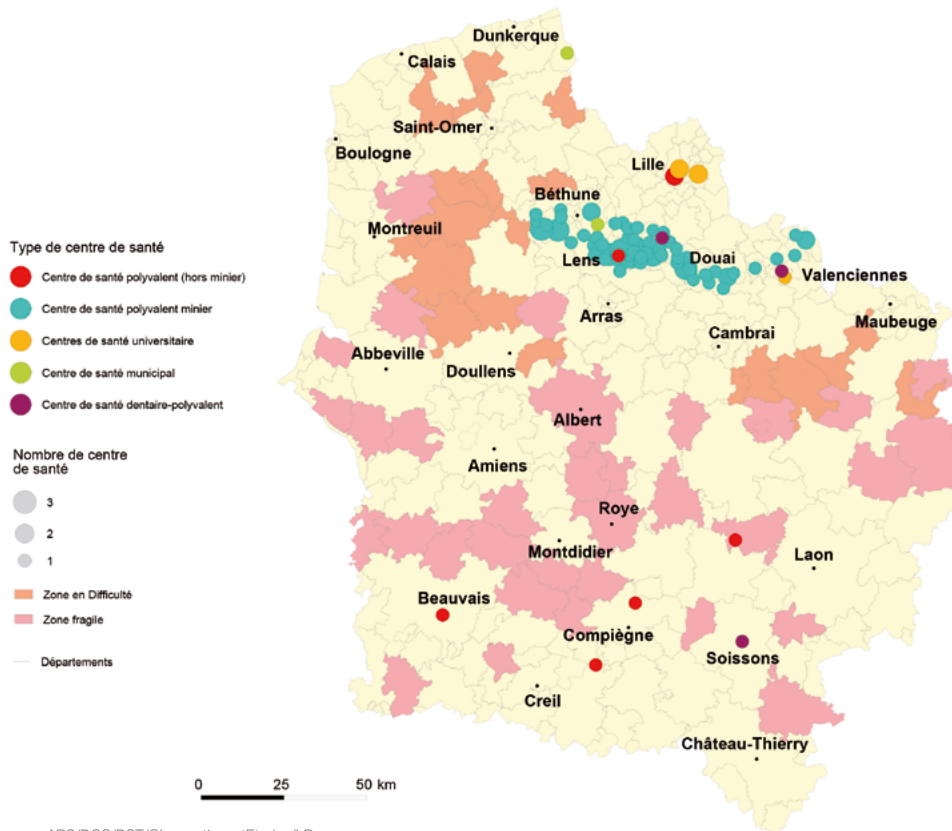 Dunkerque
Calais
Saint-Omer
Boulogne
Lille
Béthune
Montreuil
Lens
Douai
Valenciennes
Arras
Maubeuge
Cambrai
Abbeville
Doullens
Albert
Amiens
Roye
Montdidier
Laon
Beauvais
Compiègne
Soissons
Creil
Château-Thierry
Type de centre de santé
Centre de santé polyvalent (hors minier)
Centre de santé polyvalent minier
Centres de santé universitaire
Centre de santé municipal
Centre de santé dentaire-polyvalent
Nombre de centre
de santé
3
2
1
Zone en Difficulté
Zone fragile
Départements
0 25 50 km